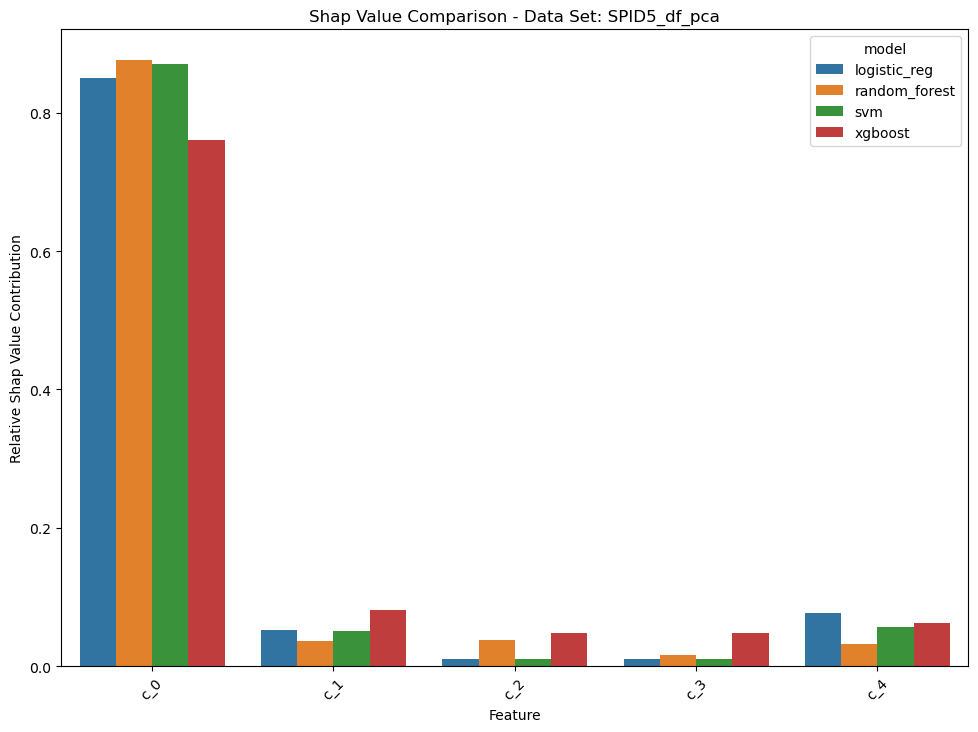 Shap Value Comparison - Data Set: SPID5_df_pca
model
logistic_reg
random_forest
svm
xgboost
Relative Shap Value Contribution
0.8
0.6
0.4
0.2
0.0
c_0
c_1
c_2
c_3
c_4
Feature